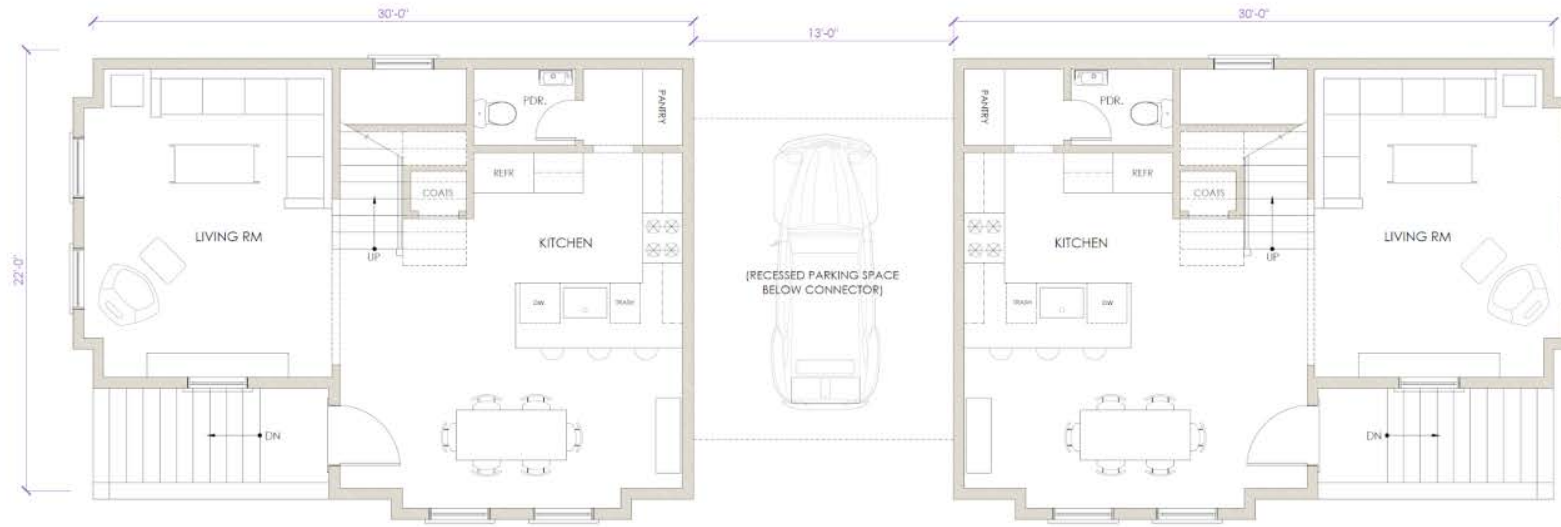 30'-0"
13'-0"
30'-0"
22'-0"
PDR.
PANTRY
REFR
COATS
LIVING RM
KITCHEN
UP
DW
TRASH
DN
(RECESSED PARKING SPACE
BELOW CONNECTOR)
PANTRY
PDR.
REFR
COATS
KITCHEN
LIVING RM
UP
TRASH
DW
DN